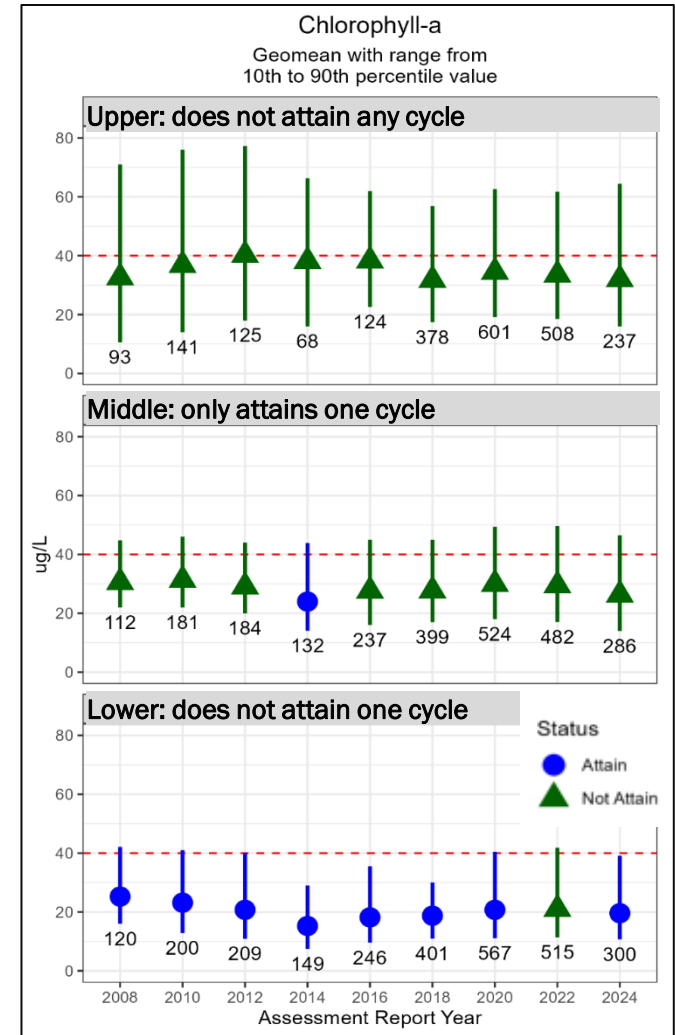 Chlorophyll-a
Geomean with range from
10th to 90th percentile value
Upper: does not attain any cycle
80
60
40
20
0
93 141 125 68 124 378 601 508 237
Middle: only attains one cycle
80
60
40
20
0
112 181 184 132 237 399 524 482 286
ug/L
Lower: does not attain one cycle
Status
Attain
Not Attain
80
60
40
20
0
120 200 209 149 246 401 567 515 300
2008 2010 2012 2014 2016 2018 2020 2022 2024
Assessment Report Year